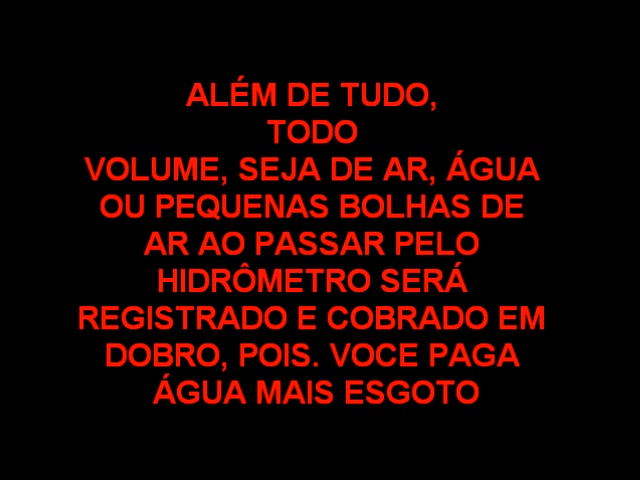 ALÉM DE TUDO,
TODO
VOLUME, SEJA DE AR, ÁGUA
OU PEQUENAS BOLHAS DE
AR AO PASSAR PELO
HIDRÔMETRO SERÁ
REGISTRADO E COBRADO EM
DOBRO, POIS. VOCE PAGA
ÁGUA MAIS ESGOTO